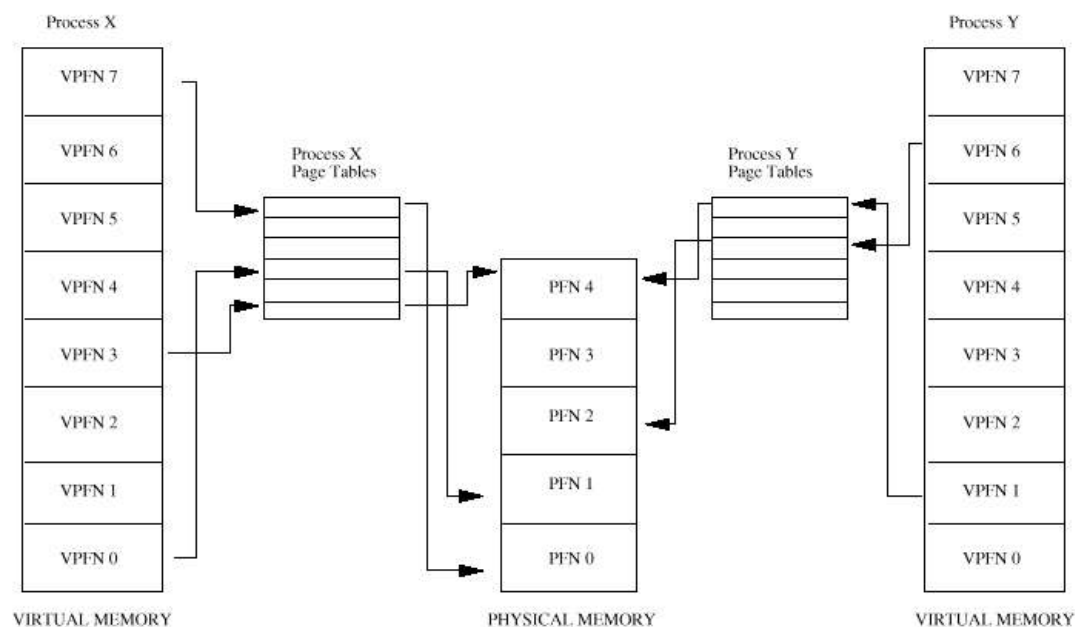 Process X
VPFN 7
VPFN 6
VPFN 5
VPFN 4
VPFN 3
VPFN 2
VPFN 1
VPFN 0
VIRTUAL MEMORY
Process X
Page Tables
PFN 4
PFN 3
PFN 2
PFN 1
PFN 0
PHYSICAL MEMORY
Process Y
Page Tables
Process Y
VPFN 7
VPFN 6
VPFN 5
VPFN 4
VPFN 3
VPFN 2
VPFN 1
VPFN 0
VIRTUAL MEMORY